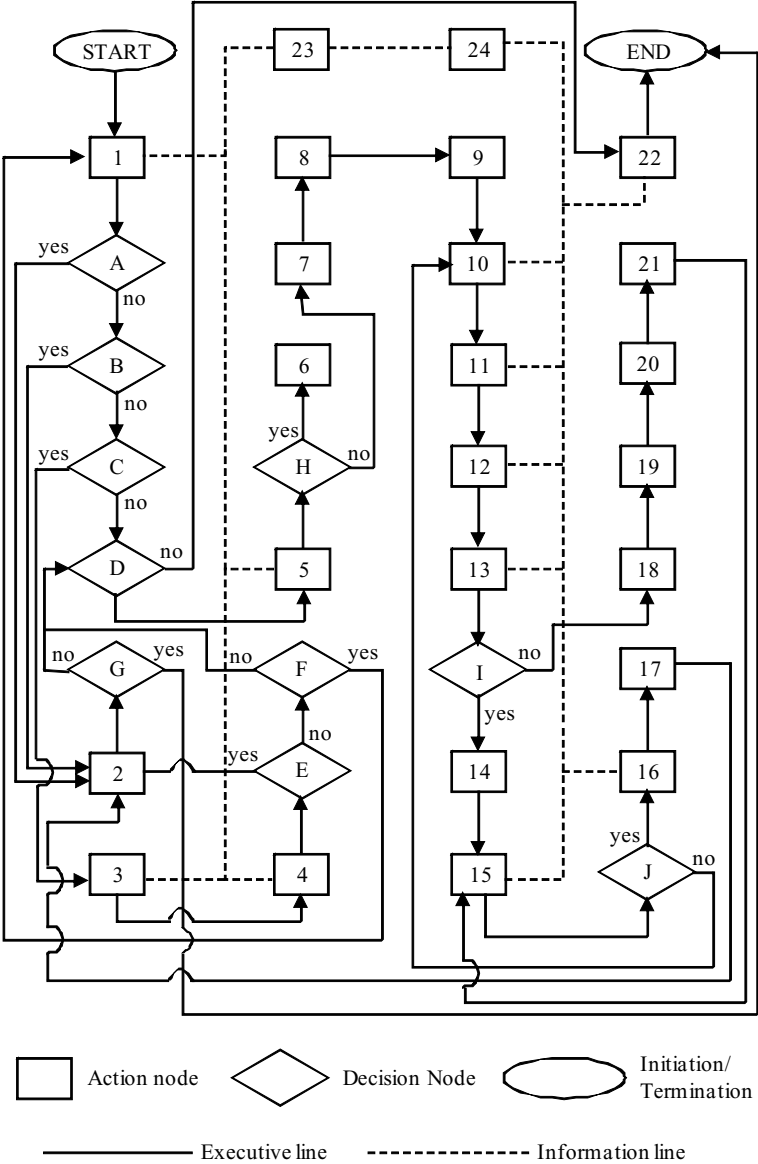 START
23
24
END
1
8
9
22
yes
A
no
7
10
21
yes
B
no
6
11
20
yes
C
no
yes
H
no
12
19
D
no
5
13
18
no
G
yes
no
F
yes
I
no
yes
17
2
yes
E
no
14
16
3
4
15
yes
J
no
Action node
Decision Node
Initiation/
Termination
Executive line
Information line